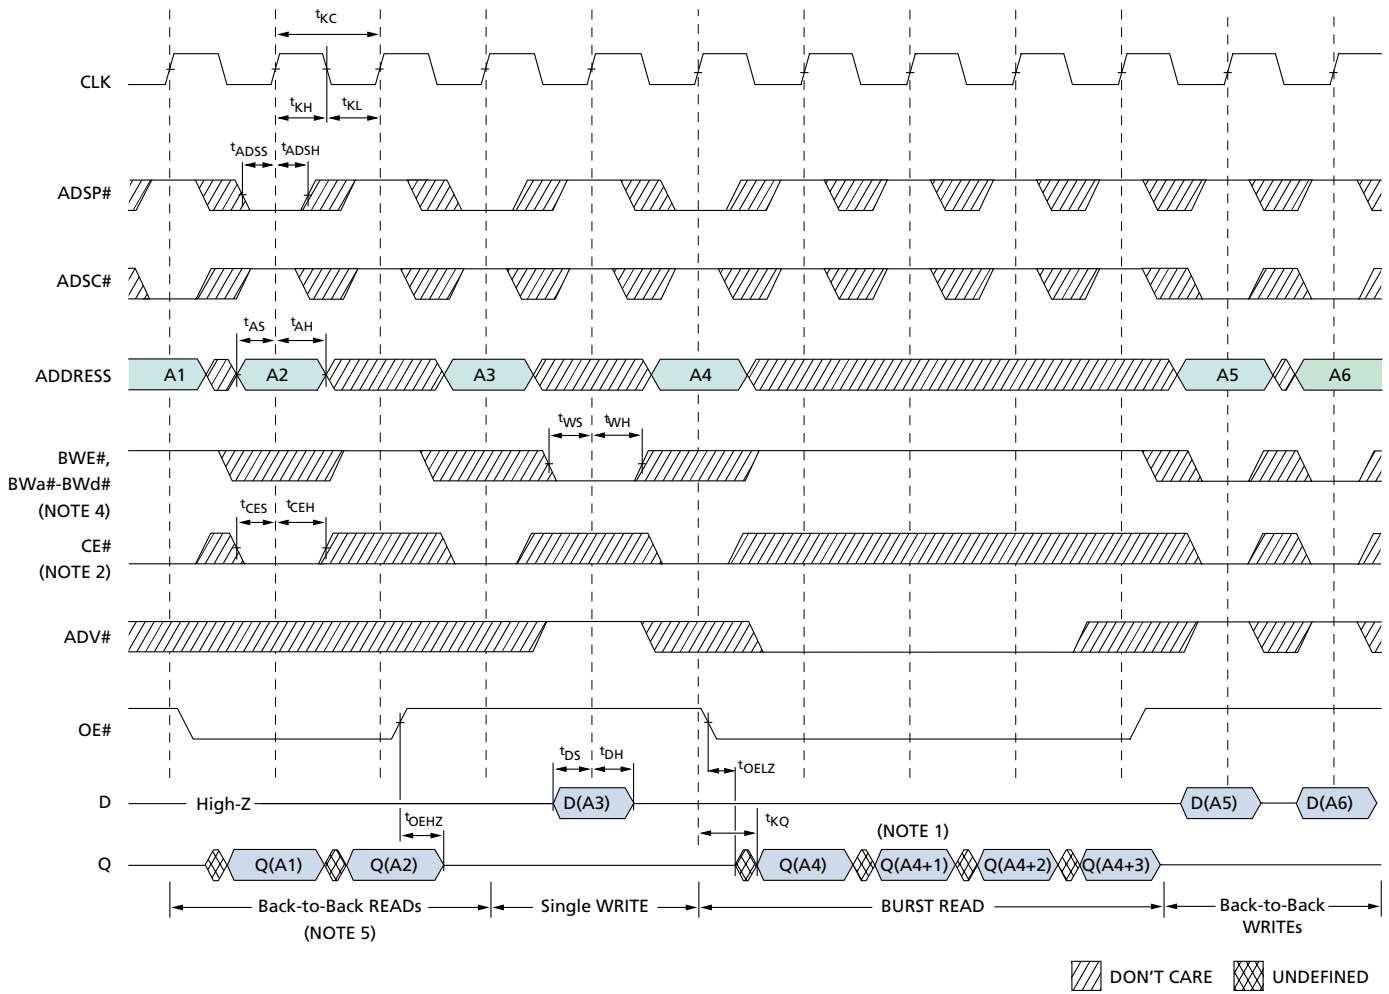 tKC
CLK
tKH tKL
tADSS tADSH
ADSP#
ADSC#
tAS tAH
ADDRESS A1 A2 A3 A4 A5 A6
tWS tWH
BWE#,
BWa#-BWd#
(NOTE 4)
tCES tCEH
CE#
(NOTE 2)
ADV#
OE#
tDS tDH
tOELZ
D High-Z D(A3) D(A5) D(A6)
tOEHZ tKQ (NOTE 1)
Q Q(A1) Q(A2) Q(A4) Q(A4+1) Q(A4+2) Q(A4+3)
Back-to-Back READs Single WRITE BURST READ Back-to-Back
(NOTE 5) WRITEs
DON'T CARE UNDEFINED